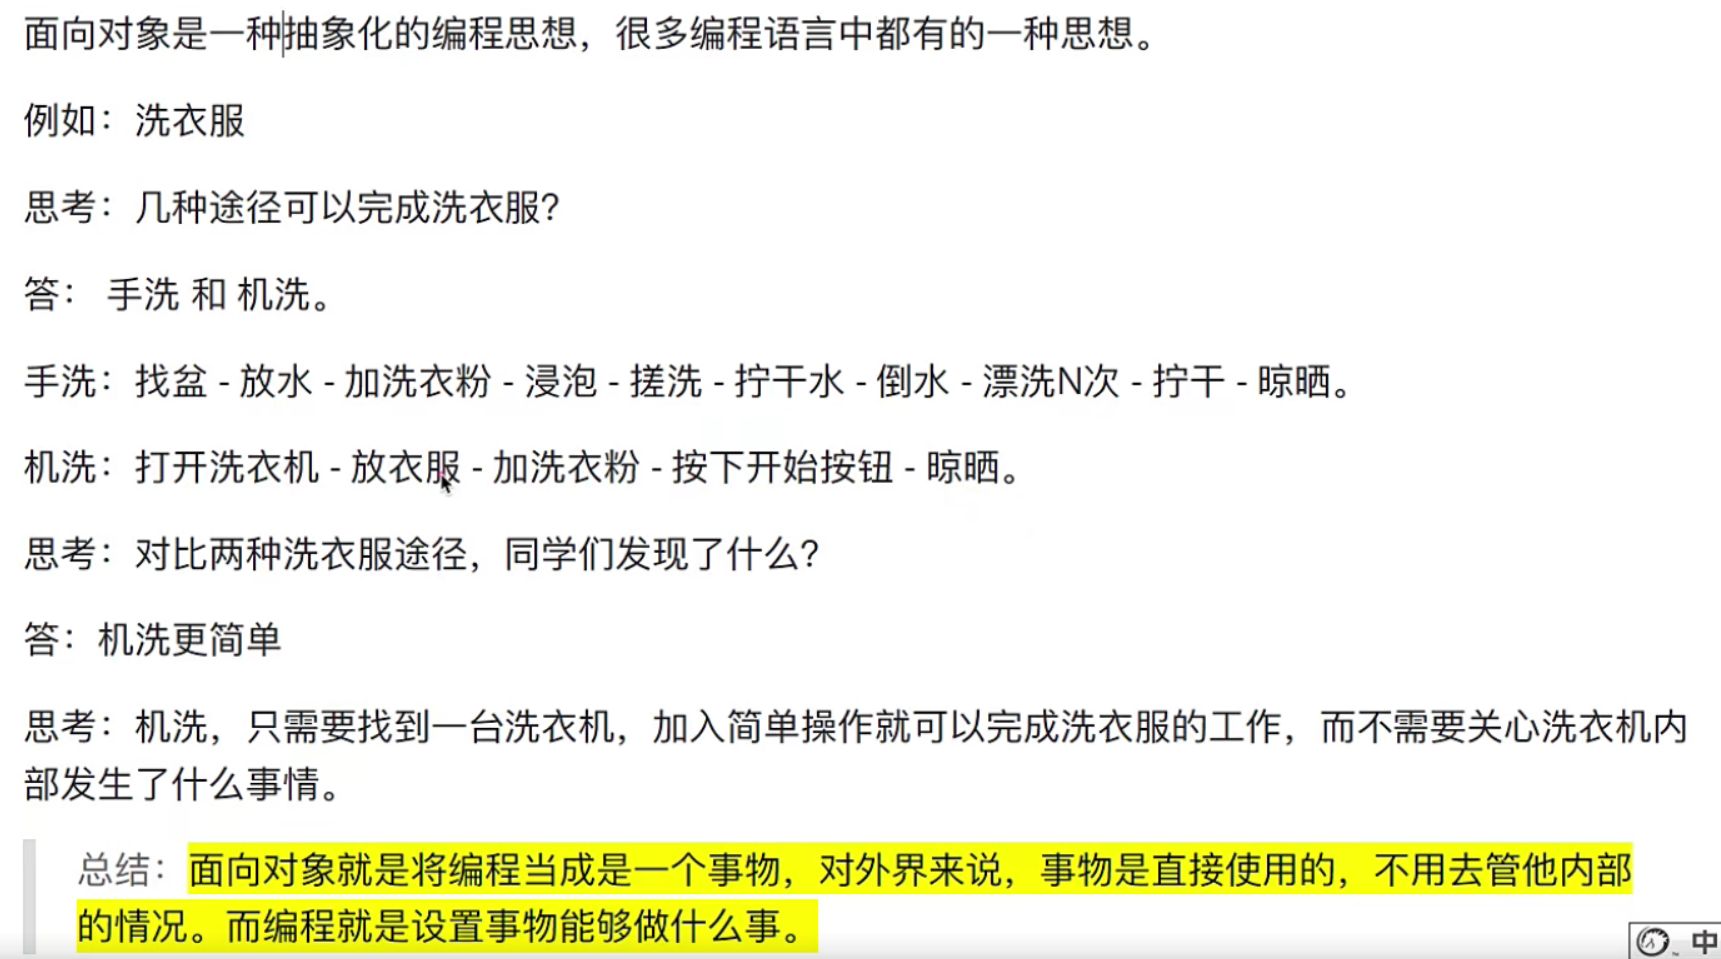 面向对象是一种抽象化的编程思想，很多编程语言中都有的一种思想。
例如：洗衣服
思考：几种途径可以完成洗衣服？
答： 手洗 和 机洗。
手洗：找盆 - 放水 - 加洗衣粉 - 浸泡 - 搓洗 - 拧干水 - 倒水 - 漂洗N次 - 拧干 - 晾晒。
机洗：打开洗衣机 - 放衣服 - 加洗衣粉 - 按下开始按钮 - 晾晒。
思考：对比两种洗衣服途径，同学们发现了什么？
答：机洗更简单
思考：机洗，只需要找到一台洗衣机，加入简单操作就可以完成洗衣服的工作，而不需要关心洗衣机内
部发生了什么事情。
总结：面向对象就是将编程当成是一个事物，对外界来说，事物是直接使用的，不用去管他内部
的情况。而编程就是设置事物能够做什么事。
中